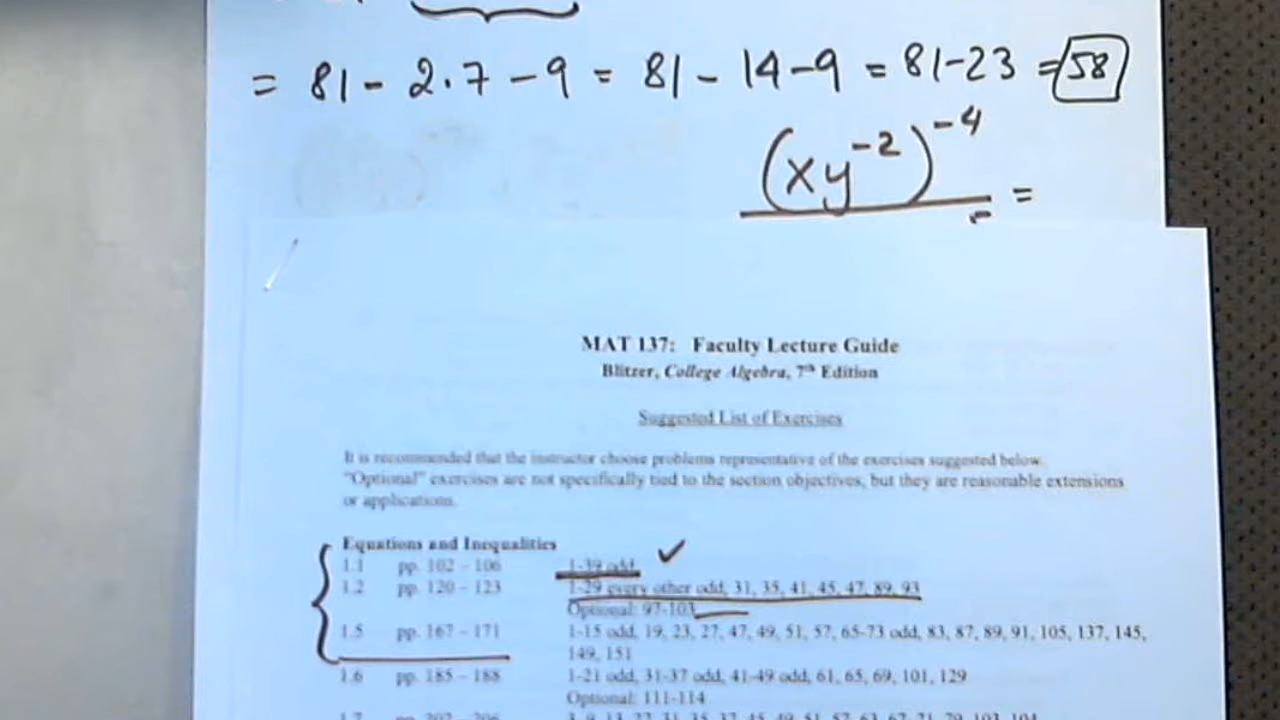 = 81 - 2·7 - 9 = 81 - 14 - 9 = 81 - 23 = 58
(xy⁻²)⁻⁴ =
MAT 137: Faculty Lecture Guide
Blitzer, College Algebra, 7th Edition
Suggested List of Exercises
It is recommended that the instructor choose problems representative of the exercises suggested below.
"Optional" exercises are not specifically tied to the section objectives, but they are reasonable extensions
or applications.
Equations and Inequalities
1.1 pp. 102 – 106 1-39 odd ✓
1.2 pp. 120 – 123 1-29 every other odd, 31, 35, 41, 45, 47, 89, 93
Optional: 97-103
1.5 pp. 167 – 171 1-15 odd, 19, 23, 27, 47, 49, 51, 57, 65-73 odd, 83, 87, 89, 91, 105, 137, 145,
149, 151
1.6 pp. 185 – 188 1-21 odd, 31-37 odd, 41-49 odd, 61, 65, 69, 101, 129
Optional: 111-114